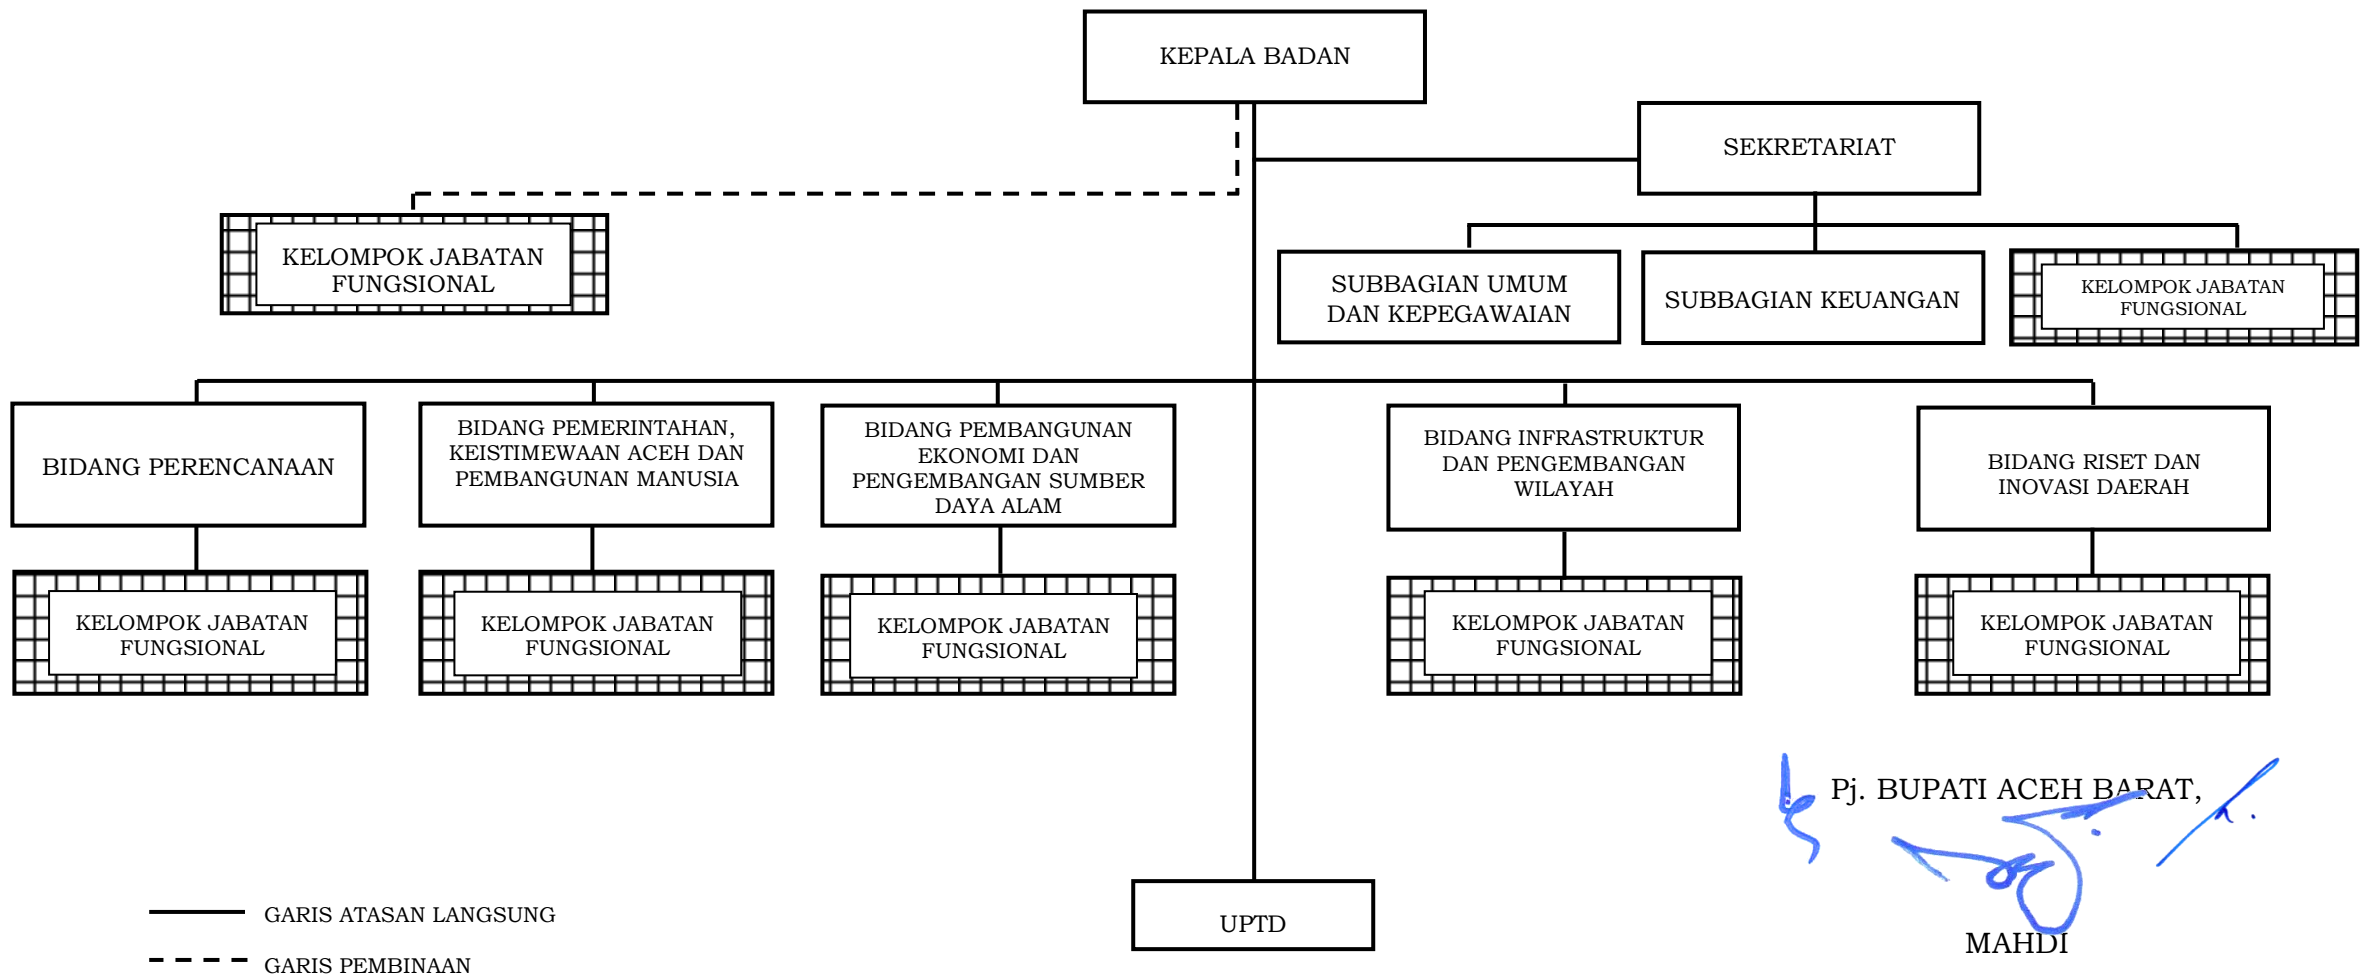 KEPALA BADAN
SEKRETARIAT
KELOMPOK JABATAN
FUNGSIONAL
SUBBAGIAN UMUM
DAN KEPEGAWAIAN
SUBBAGIAN KEUANGAN
KELOMPOK JABATAN
FUNGSIONAL
BIDANG PERENCANAAN
BIDANG PEMERINTAHAN,
KEISTIMEWAAN ACEH DAN
PEMBANGUNAN MANUSIA
BIDANG PEMBANGUNAN
EKONOMI DAN
PENGEMBANGAN SUMBER
DAYA ALAM
BIDANG INFRASTRUKTUR
DAN PENGEMBANGAN
WILAYAH
BIDANG RISET DAN
INOVASI DAERAH
KELOMPOK JABATAN
FUNGSIONAL
KELOMPOK JABATAN
FUNGSIONAL
KELOMPOK JABATAN
FUNGSIONAL
KELOMPOK JABATAN
FUNGSIONAL
KELOMPOK JABATAN
FUNGSIONAL
Pj. BUPATI ACEH BARAT,
MAHDI
UPTD
GARIS ATASAN LANGSUNG
GARIS PEMBINAAN